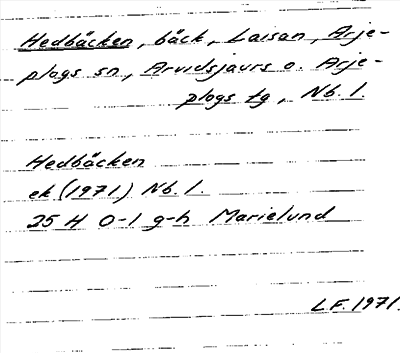 Hedbäcken, bäck, Laisan, Arje-
plogs sn, Arvidsjaurs o. Arje-
plogs tg, Nb. l.
Hedbäcken
ek (1971) Nb. l.
25 H 0-1 g-h Marielund
L.F. 1971.